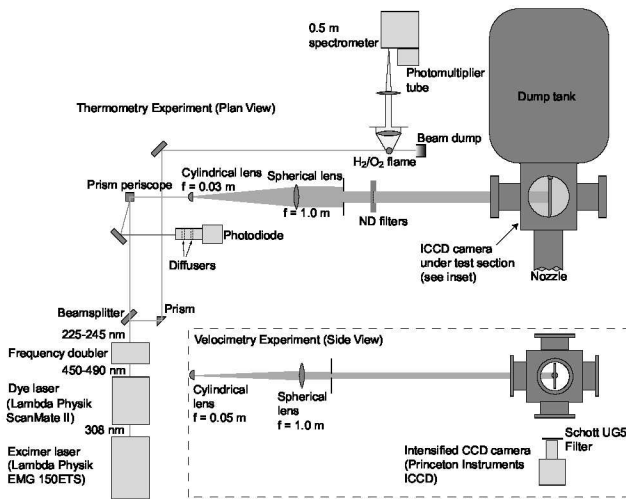 0.5 m
spectrometer
Photomultiplier
tube
Dump tank
Thermometry Experiment (Plan View)
Beam dump
H2/O2 flame
Cylindrical lens
f = 0.03 m
Spherical lens
f = 1.0 m
Prism periscope
ND filters
Photodiode
Diffusers
ICCD camera
under test section
(see inset)
Nozzle
Beamsplitter
Prism
225-245 nm
Frequency doubler
450-490 nm
Dye laser
(Lambda Physik
ScanMate II)
308 nm
Excimer laser
(Lambda Physik
EMG 150ETS)
Velocimetry Experiment (Side View)
Cylindrical
lens
f = 0.05 m
Spherical
lens
f = 1.0 m
Schott UG5
Filter
Intensified CCD camera
(Princeton Instruments
ICCD)